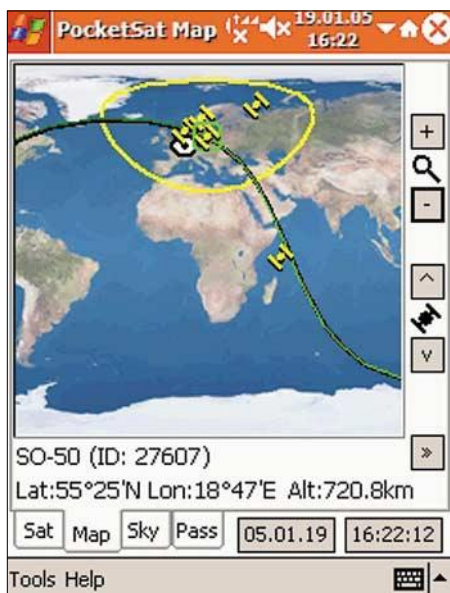 PocketSat Map 19.01.05
16:22
+
-
^
v
»
SO-50 (ID: 27607)
Lat:55°25'N Lon:18°47'E Alt:720.8km
Sat Map Sky Pass 05.01.19 16:22:12
Tools Help